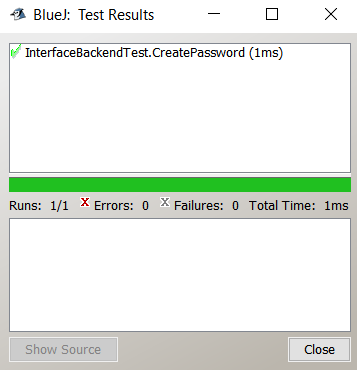 BlueJ: Test Results
InterfaceBackendTest.CreatePassword (1ms)
Runs: 1/1 X Errors: 0 X Failures: 0 Total Time: 1ms
Show Source Close